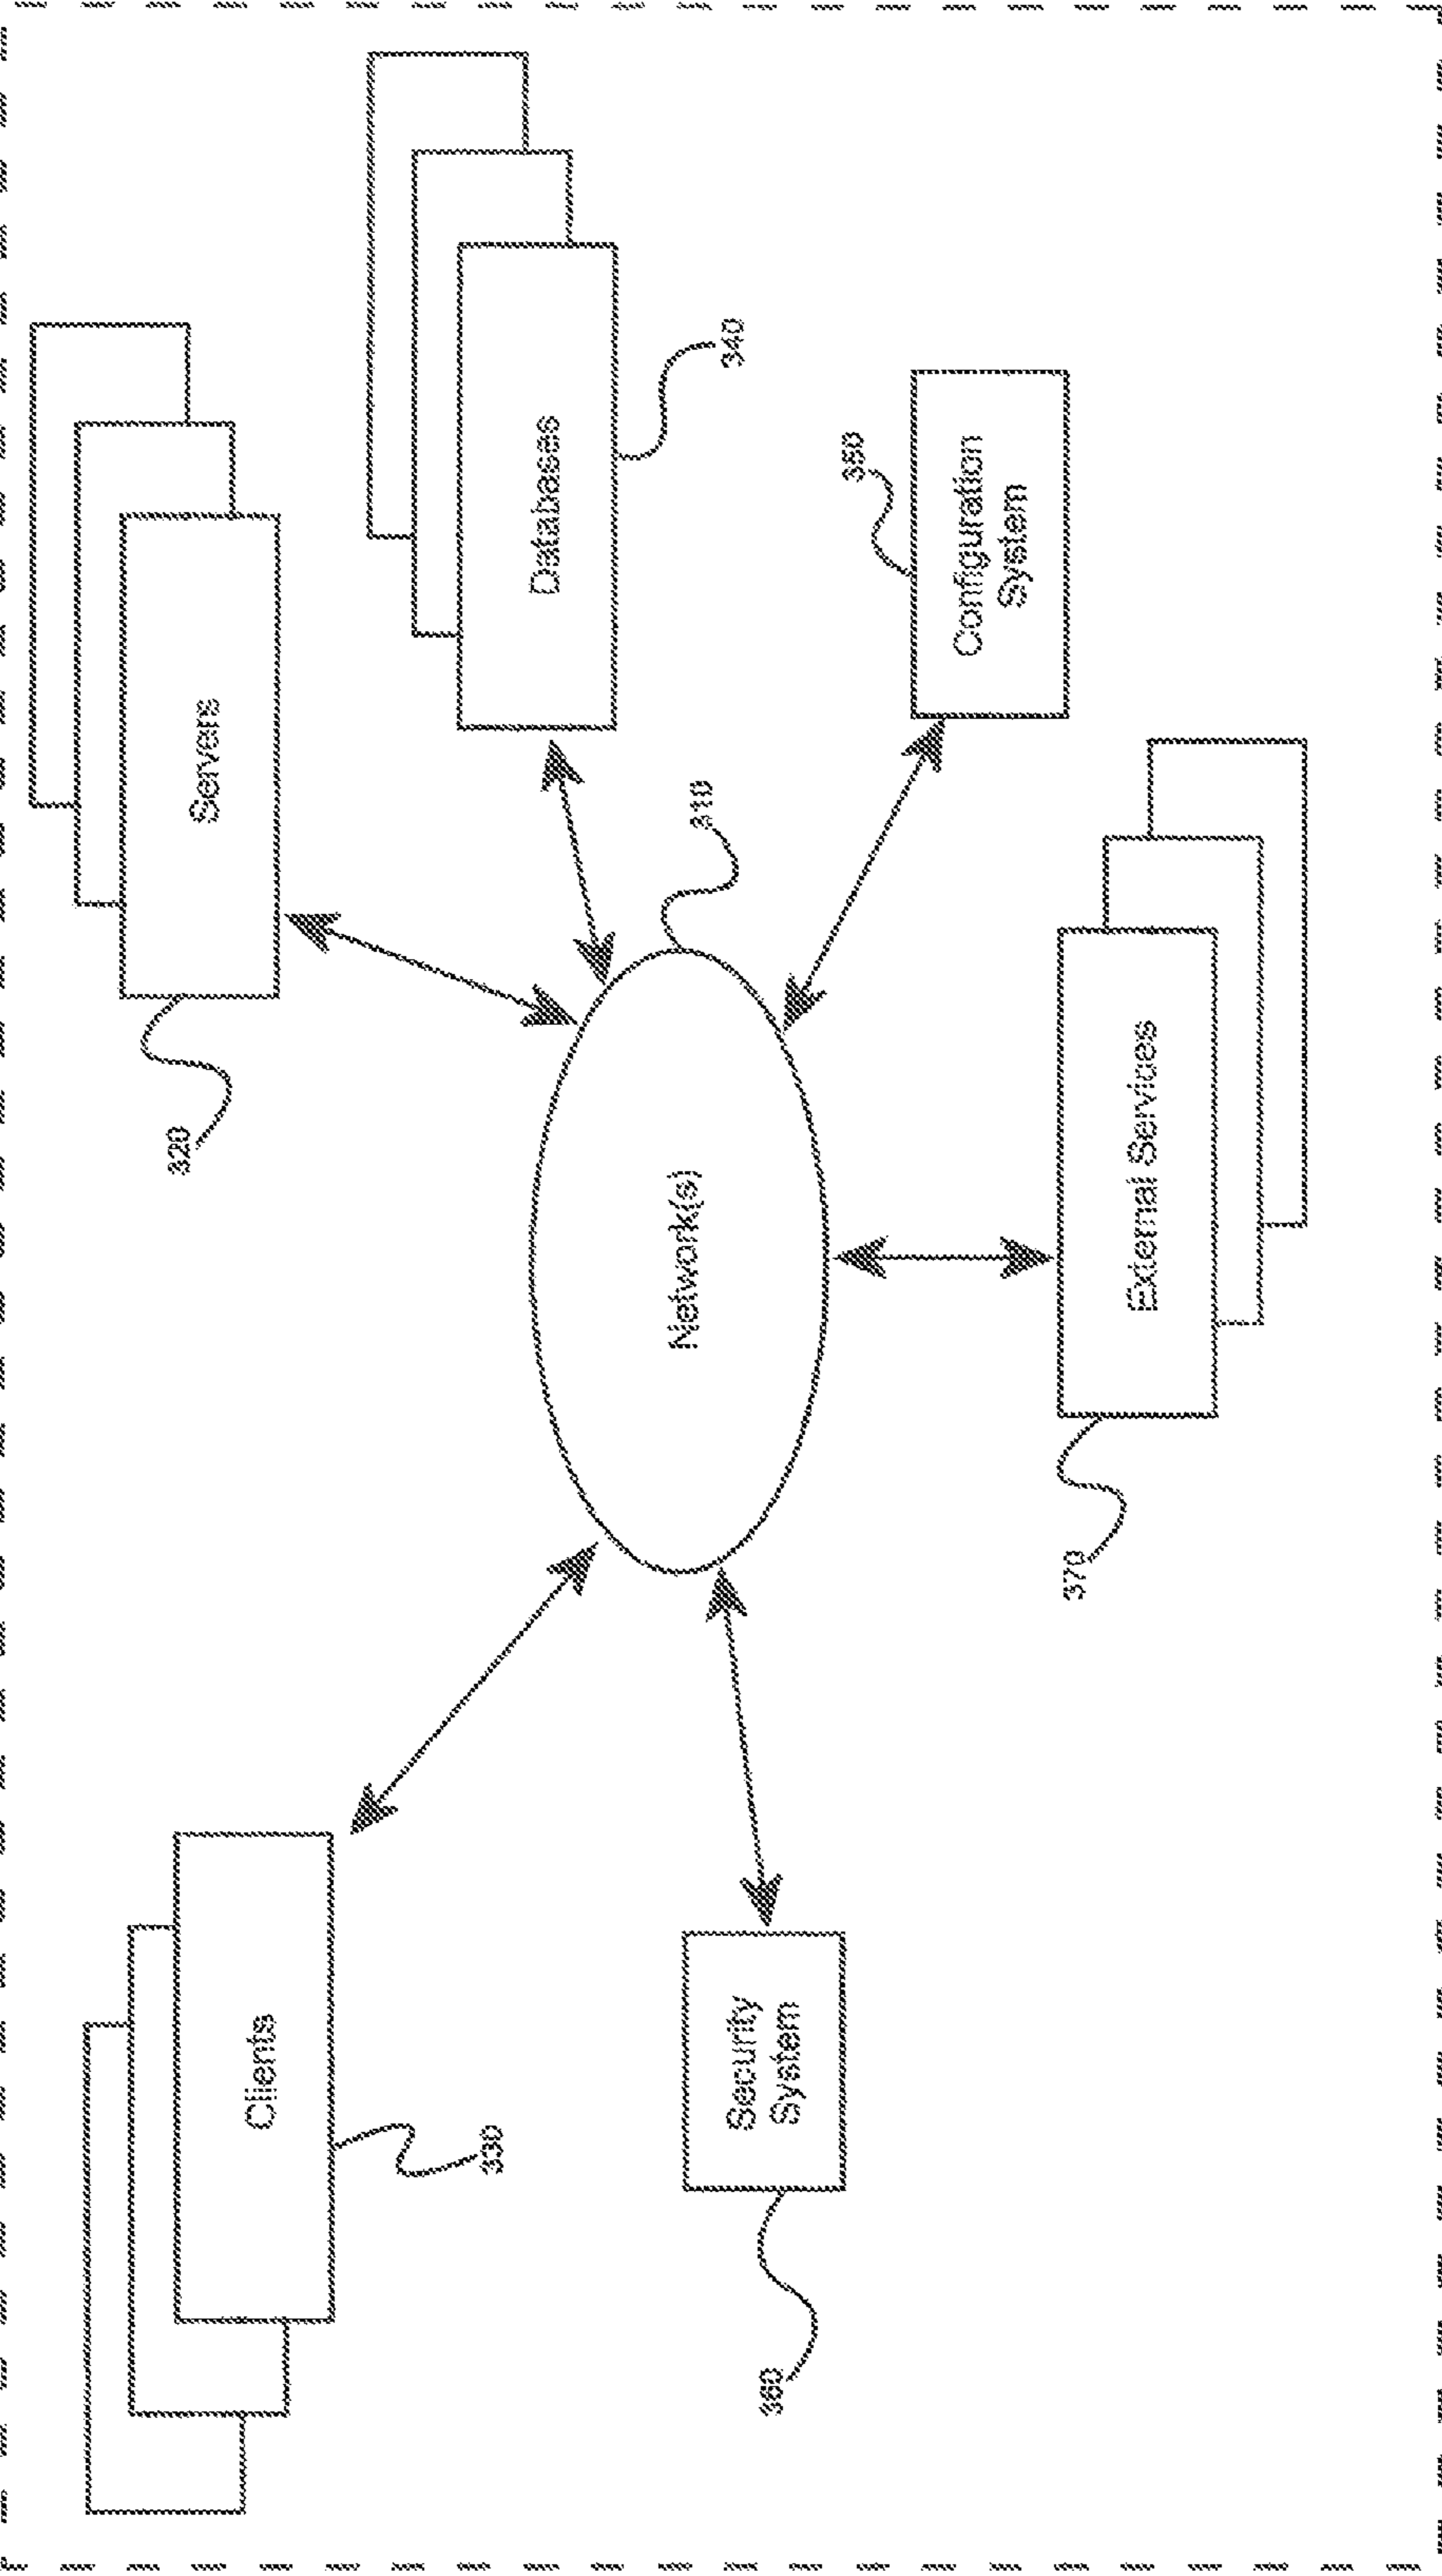 320
Servers
Clients
330
Databases
340
310
Network(s)
Security
System
360
350
Configuration
System
370
External Services